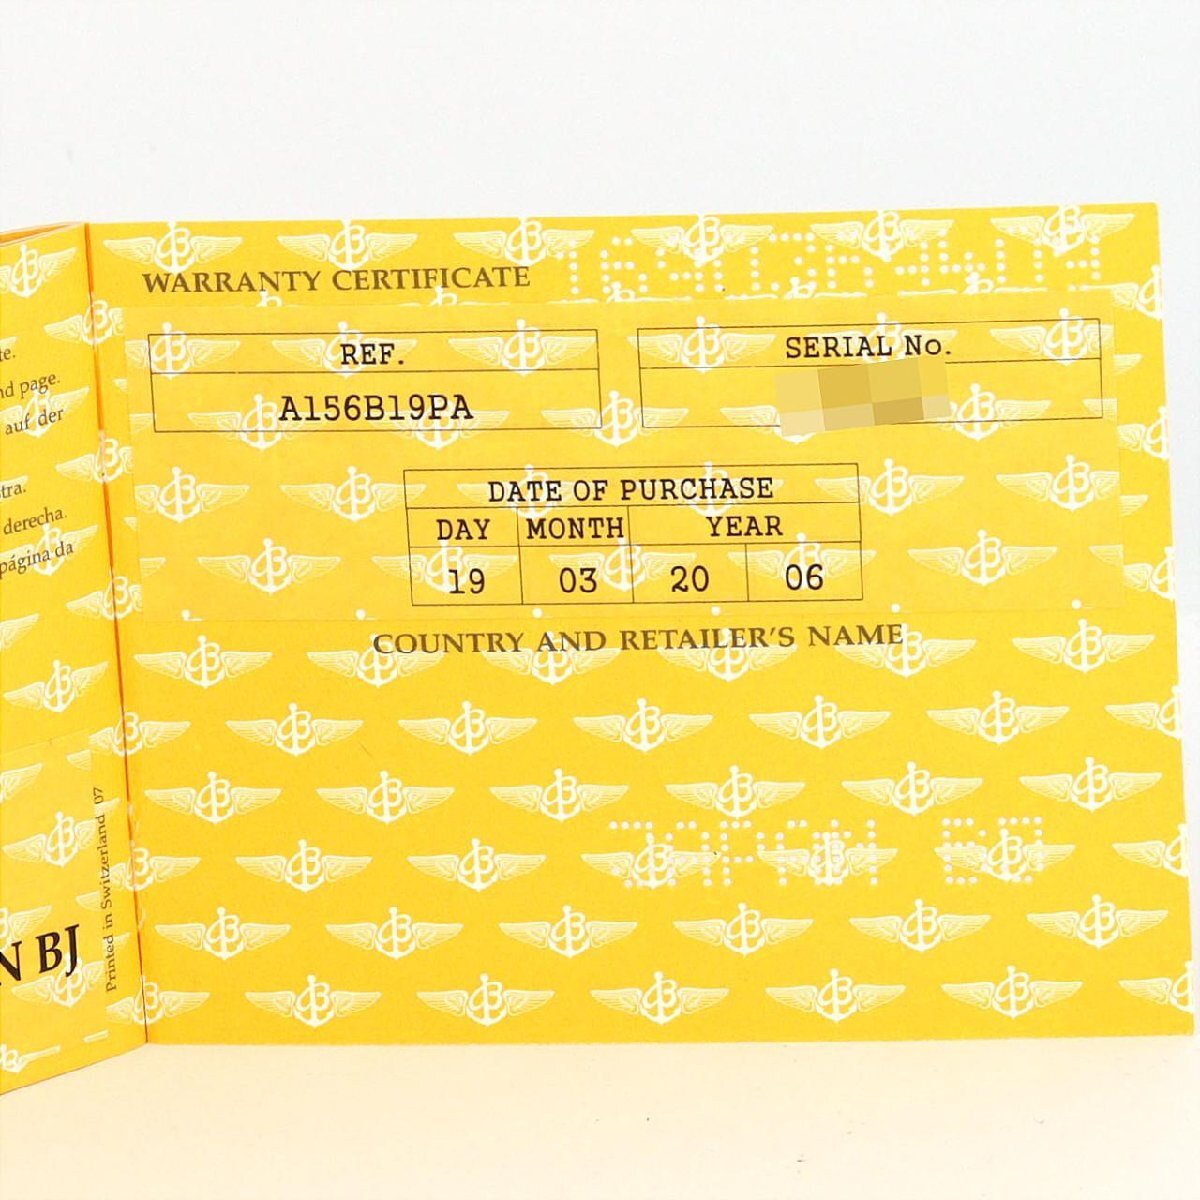 te.
nd page.
auf der
tra.
derecha.
página da
N BJ
Printed in Switzerland 07
WARRANTY CERTIFICATE
REF.
SERIAL No.
A156B19PA
DATE OF PURCHASE
DAY MONTH YEAR
19 03 20 06
COUNTRY AND RETAILER'S NAME